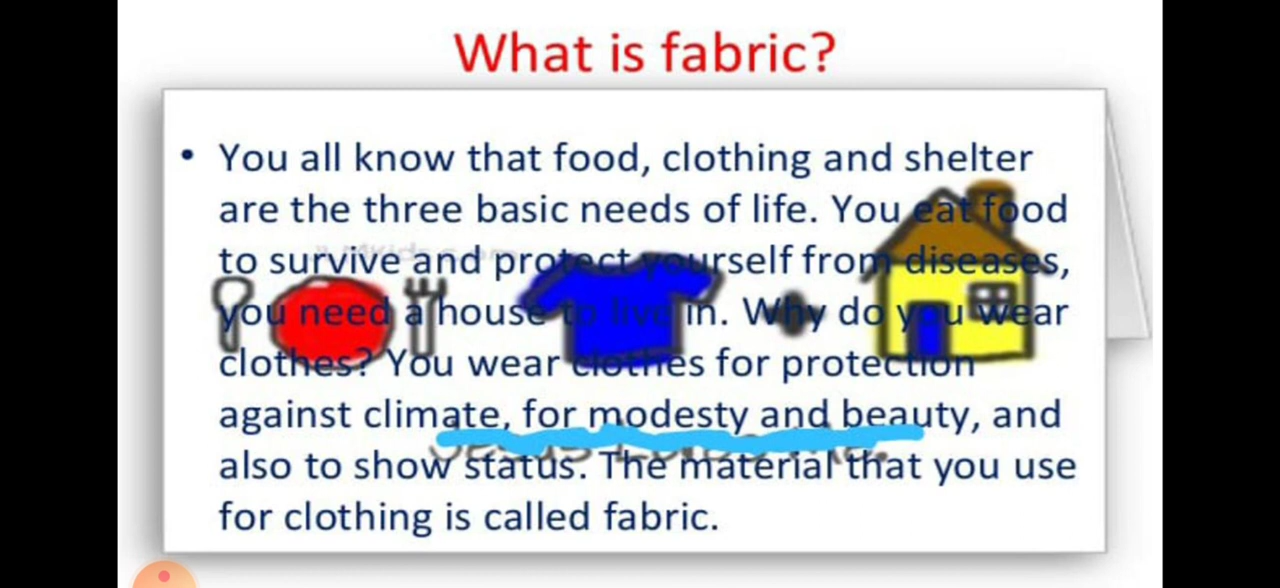 What is fabric?
• You all know that food, clothing and shelter
are the three basic needs of life. You eat food
to survive and protect yourself from diseases,
you need a house to live in. Why do you wear
clothes? You wear clothes for protection
against climate, for modesty and beauty, and
also to show status. The material that you use
for clothing is called fabric.